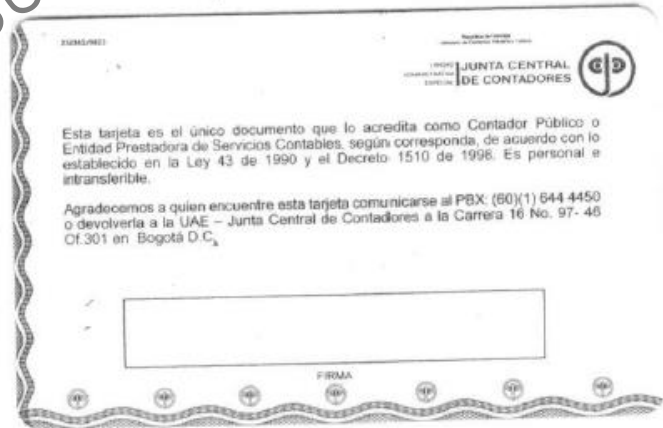 JUNTA CENTRAL
DE CONTADORES
Esta tarjeta es el único documento que lo acredita como Contador Público o
Entidad Prestadora de Servicios Contables, según corresponda, de acuerdo con lo
establecido en la Ley 43 de 1990 y el Decreto 1510 de 1998. Es personal e
intransferible.
Agradecemos a quien encuentre esta tarjeta comunicarse al PBX: (60)(1) 644 4450
o devolverla a la UAE – Junta Central de Contadores a la Carrera 16 No. 97- 46
Of.301 en Bogotá D.C.
FIRMA